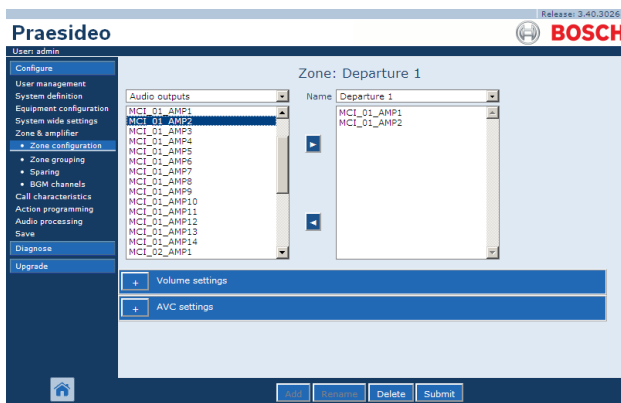 Release: 3.40.3026
Praesideo
BOSCH
User: admin
Configure
User management
System definition
Equipment configuration
System wide settings
Zone & amplifier
• Zone configuration
• Zone grouping
• Sparing
• BGM channels
Call characteristics
Action programming
Audio processing
Save
Diagnose
Upgrade
Zone: Departure 1
Audio outputs
MCI_01_AMP1
MCI_01_AMP2
MCI_01_AMP3
MCI_01_AMP4
MCI_01_AMP5
MCI_01_AMP6
MCI_01_AMP7
MCI_01_AMP8
MCI_01_AMP9
MCI_01_AMP10
MCI_01_AMP11
MCI_01_AMP12
MCI_01_AMP13
MCI_01_AMP14
MCI_02_AMP1
Name Departure 1
MCI_01_AMP1
MCI_01_AMP2
+ Volume settings
+ AVC settings
Add Rename Delete Submit